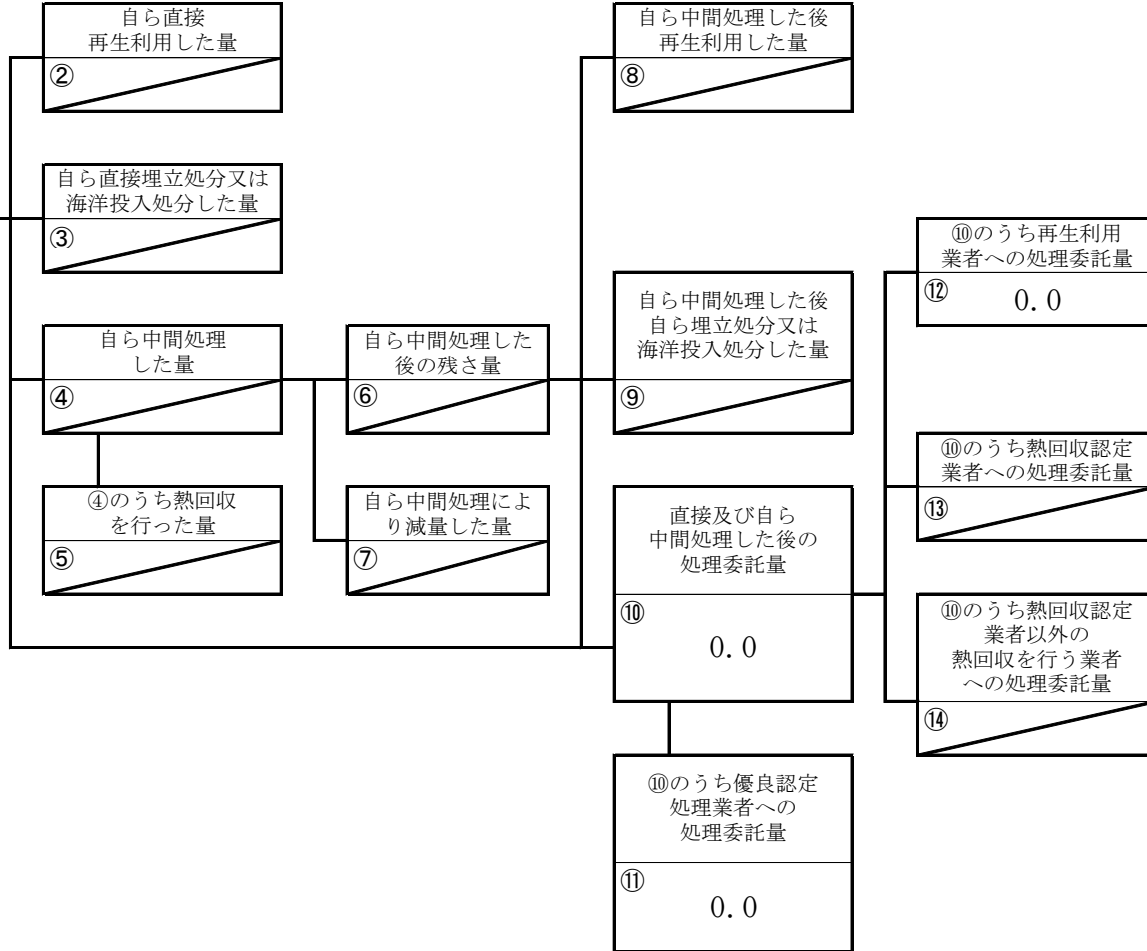 自ら直接
再生利用した量
②
自ら中間処理した後
再生利用した量
⑧
自ら直接埋立処分又は
海洋投入処分した量
③
⑩のうち再生利用
業者への処理委託量
⑫
0.0
自ら中間処理
した量
④
自ら中間処理した
後の残さ量
⑥
自ら中間処理した後
自ら埋立処分又は
海洋投入処分した量
⑨
⑩のうち熱回収認定
業者への処理委託量
⑬
④のうち熱回収
を行った量
⑤
自ら中間処理によ
り減量した量
⑦
直接及び自ら
中間処理した後の
処理委託量
⑩
0.0
⑩のうち熱回収認定
業者以外の
熱回収を行う業者
への処理委託量
⑭
⑩のうち優良認定
処理業者への
処理委託量
⑪
0.0